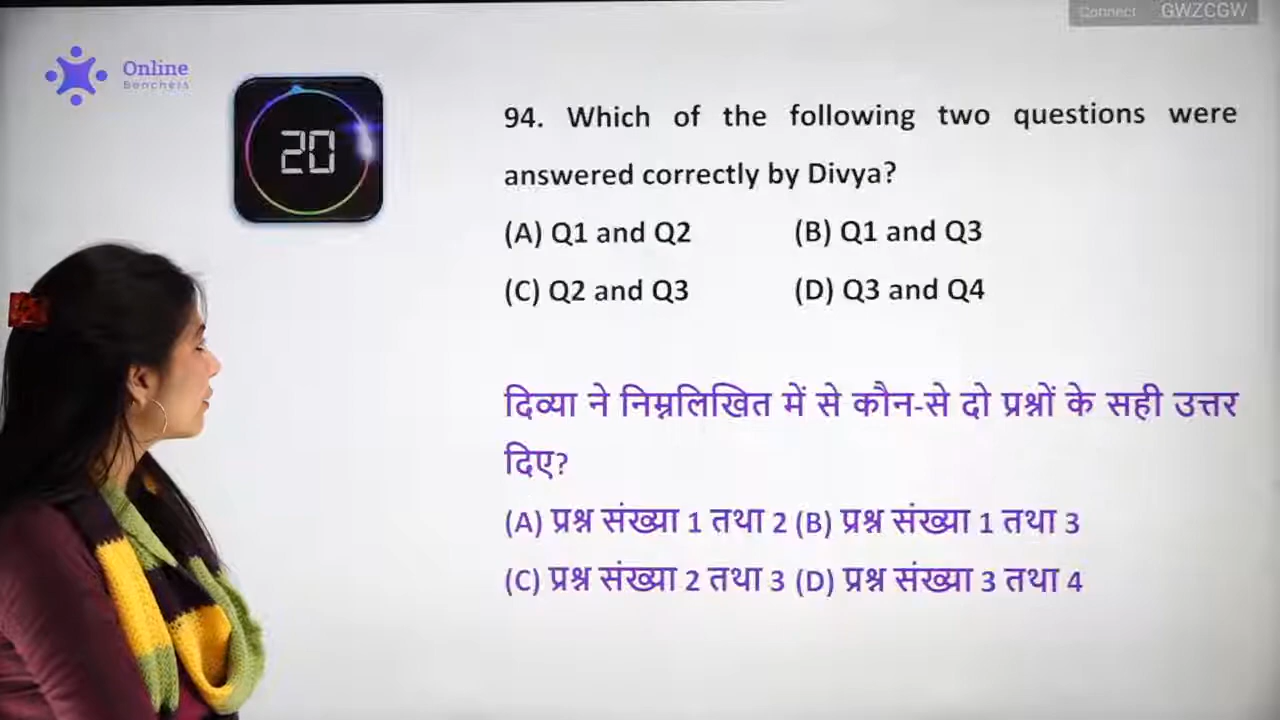 Connect GWZCGW
Online
Benchers
20
94. Which of the following two questions were
answered correctly by Divya?
(A) Q1 and Q2 (B) Q1 and Q3
(C) Q2 and Q3 (D) Q3 and Q4
दिव्या ने निम्नलिखित में से कौन-से दो प्रश्नों के सही उत्तर
दिए?
(A) प्रश्न संख्या 1 तथा 2 (B) प्रश्न संख्या 1 तथा 3
(C) प्रश्न संख्या 2 तथा 3 (D) प्रश्न संख्या 3 तथा 4